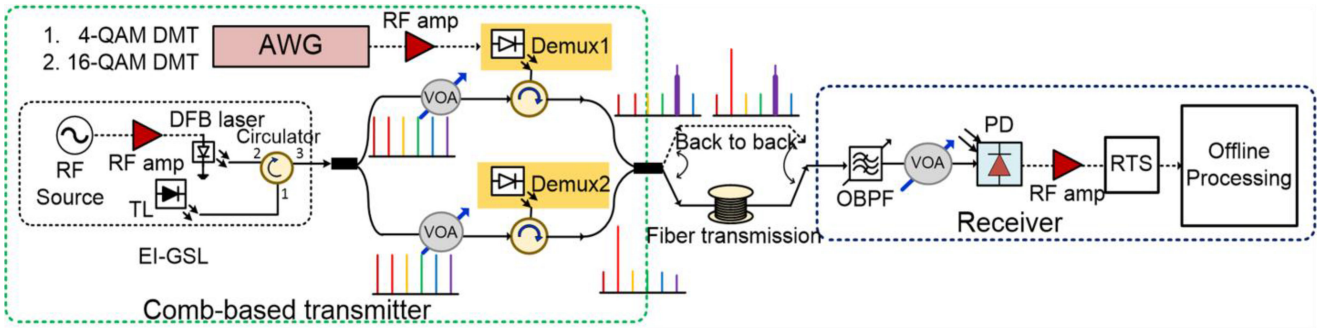 1. 4-QAM DMT
2. 16-QAM DMT
AWG
RF amp
Demux1
VOA
DFB laser
Circulator
2
3
1
RF amp
RF
Source
TL
EI-GSL
Demux2
VOA
Comb-based transmitter
Back to back
Fiber transmission
OBPF
VOA
PD
RF amp
RTS
Offline
Processing
Receiver